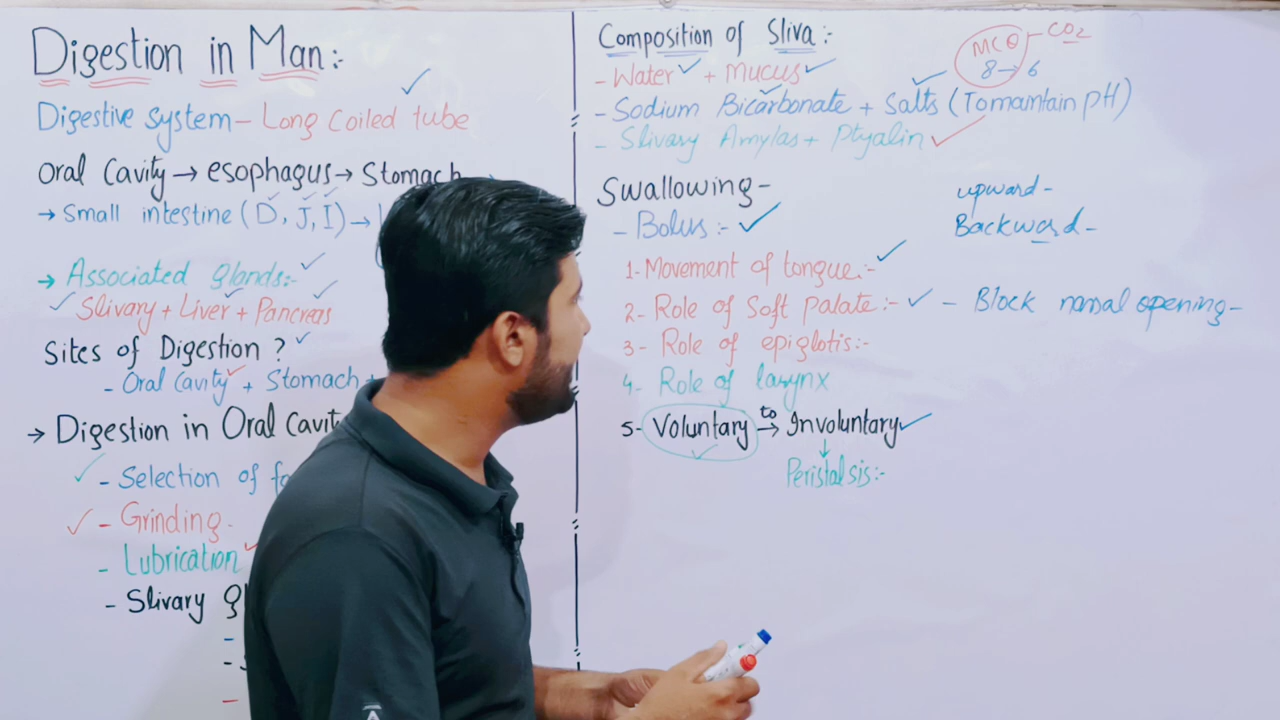 Digestion in Man:-
Digestive system - Long Coiled tube
Oral Cavity → esophagus → Stomach
→ Small intestine (D, J, I) →
→ Associated glands:-
Slivary + Liver + Pancreas
Sites of Digestion ?
- Oral Cavity + Stomach +
→ Digestion in Oral Cavit
- Selection of fo
- Grinding -
- Lubrication
- Slivary gl
Composition of Sliva:-
MCQ - CO2
8 → 6
- Water + Mucus
- Sodium Bicarbonate + Salts (To maintain pH)
- Slivary Amylas + Ptyalin
Swallowing -
upward -
- Bolus :-
Backward -
1- Movement of tongue:-
2- Role of Soft palate:- - Block nasal opening -
3- Role of epiglotis:-
4- Role of larynx
5- Voluntary to → Involuntary
↓
Peristalsis:-